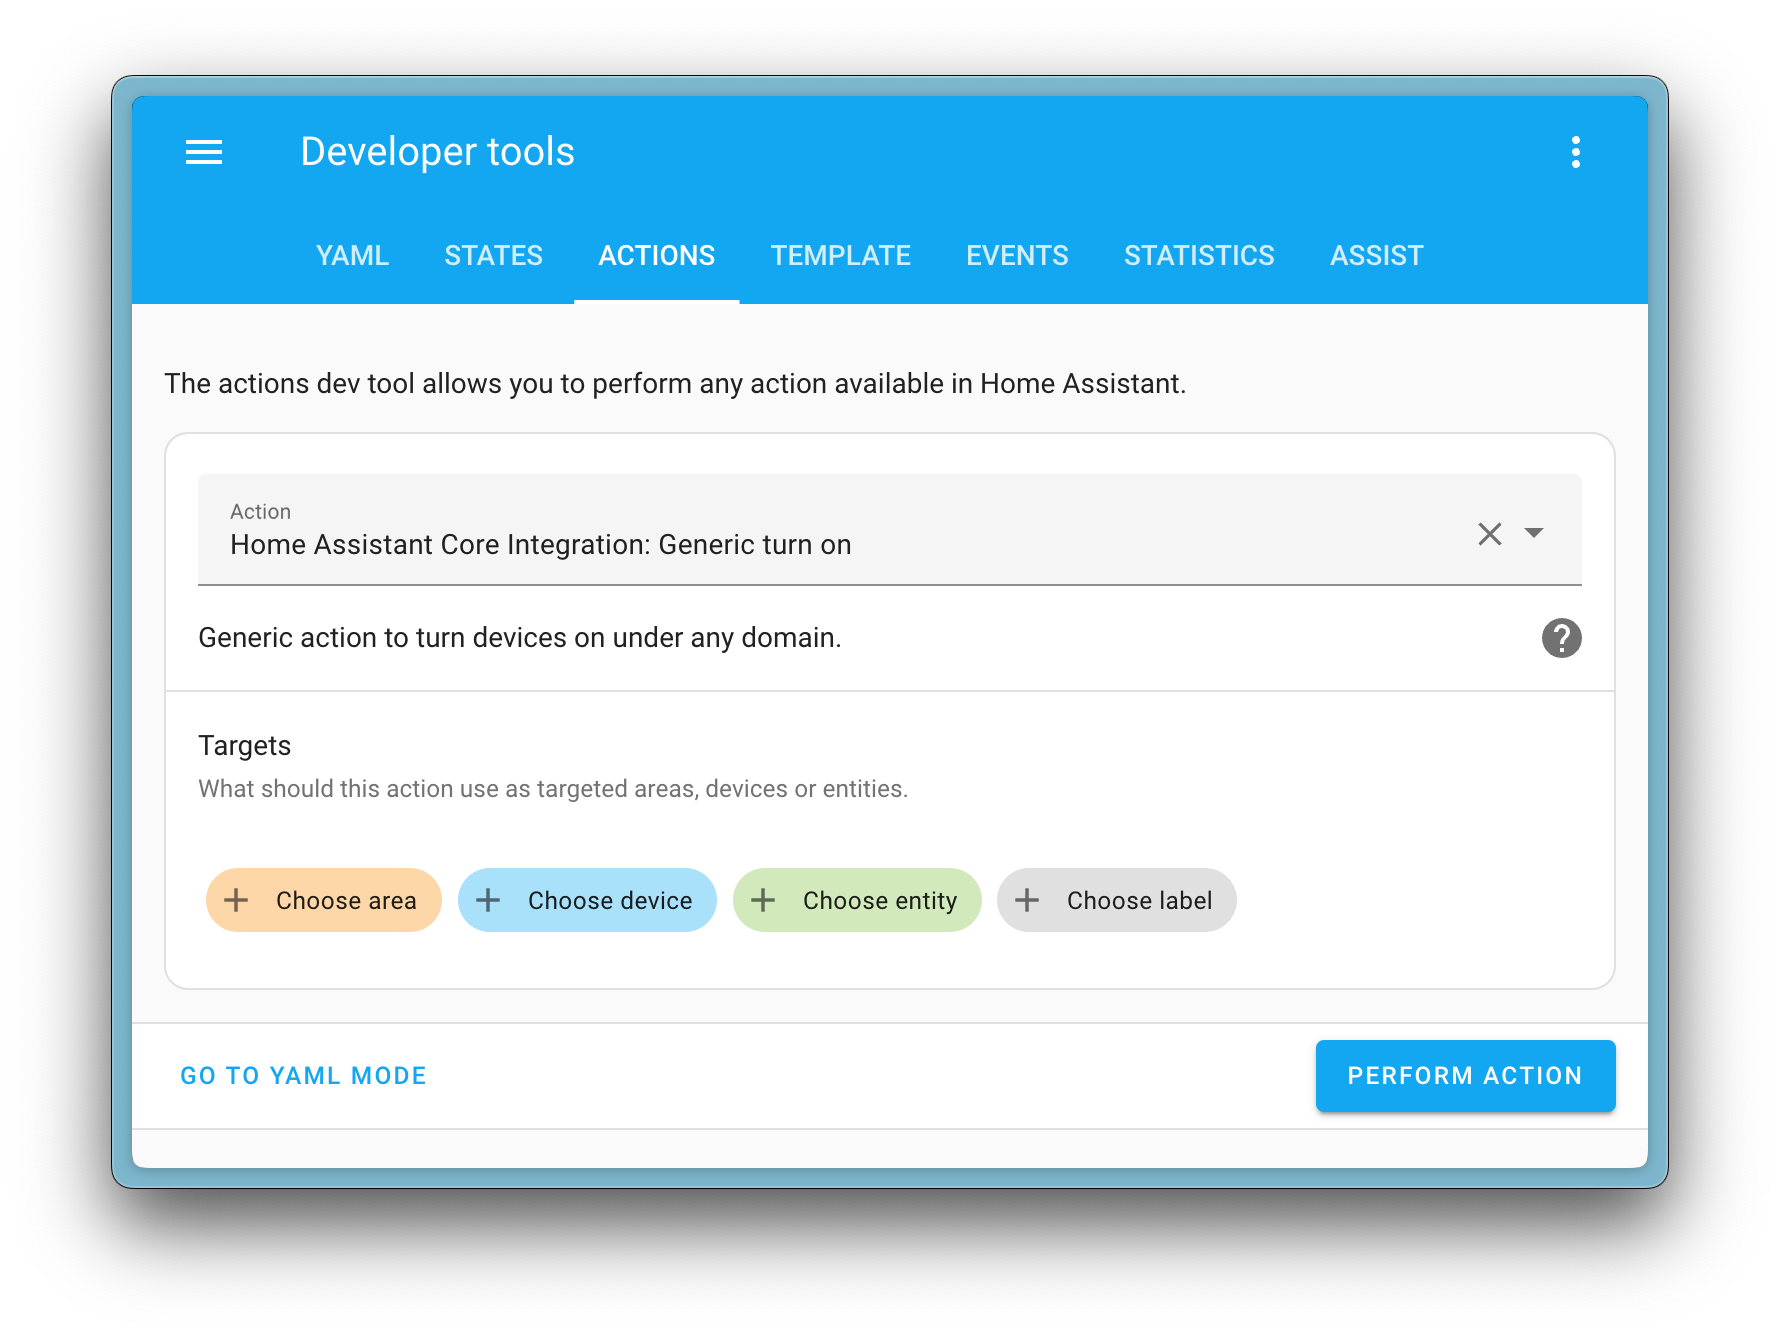 Developer tools
YAML STATES ACTIONS TEMPLATE EVENTS STATISTICS ASSIST
The actions dev tool allows you to perform any action available in Home Assistant.
Action
Home Assistant Core Integration: Generic turn on
Generic action to turn devices on under any domain.
Targets
What should this action use as targeted areas, devices or entities.
Choose area Choose device Choose entity Choose label
GO TO YAML MODE PERFORM ACTION